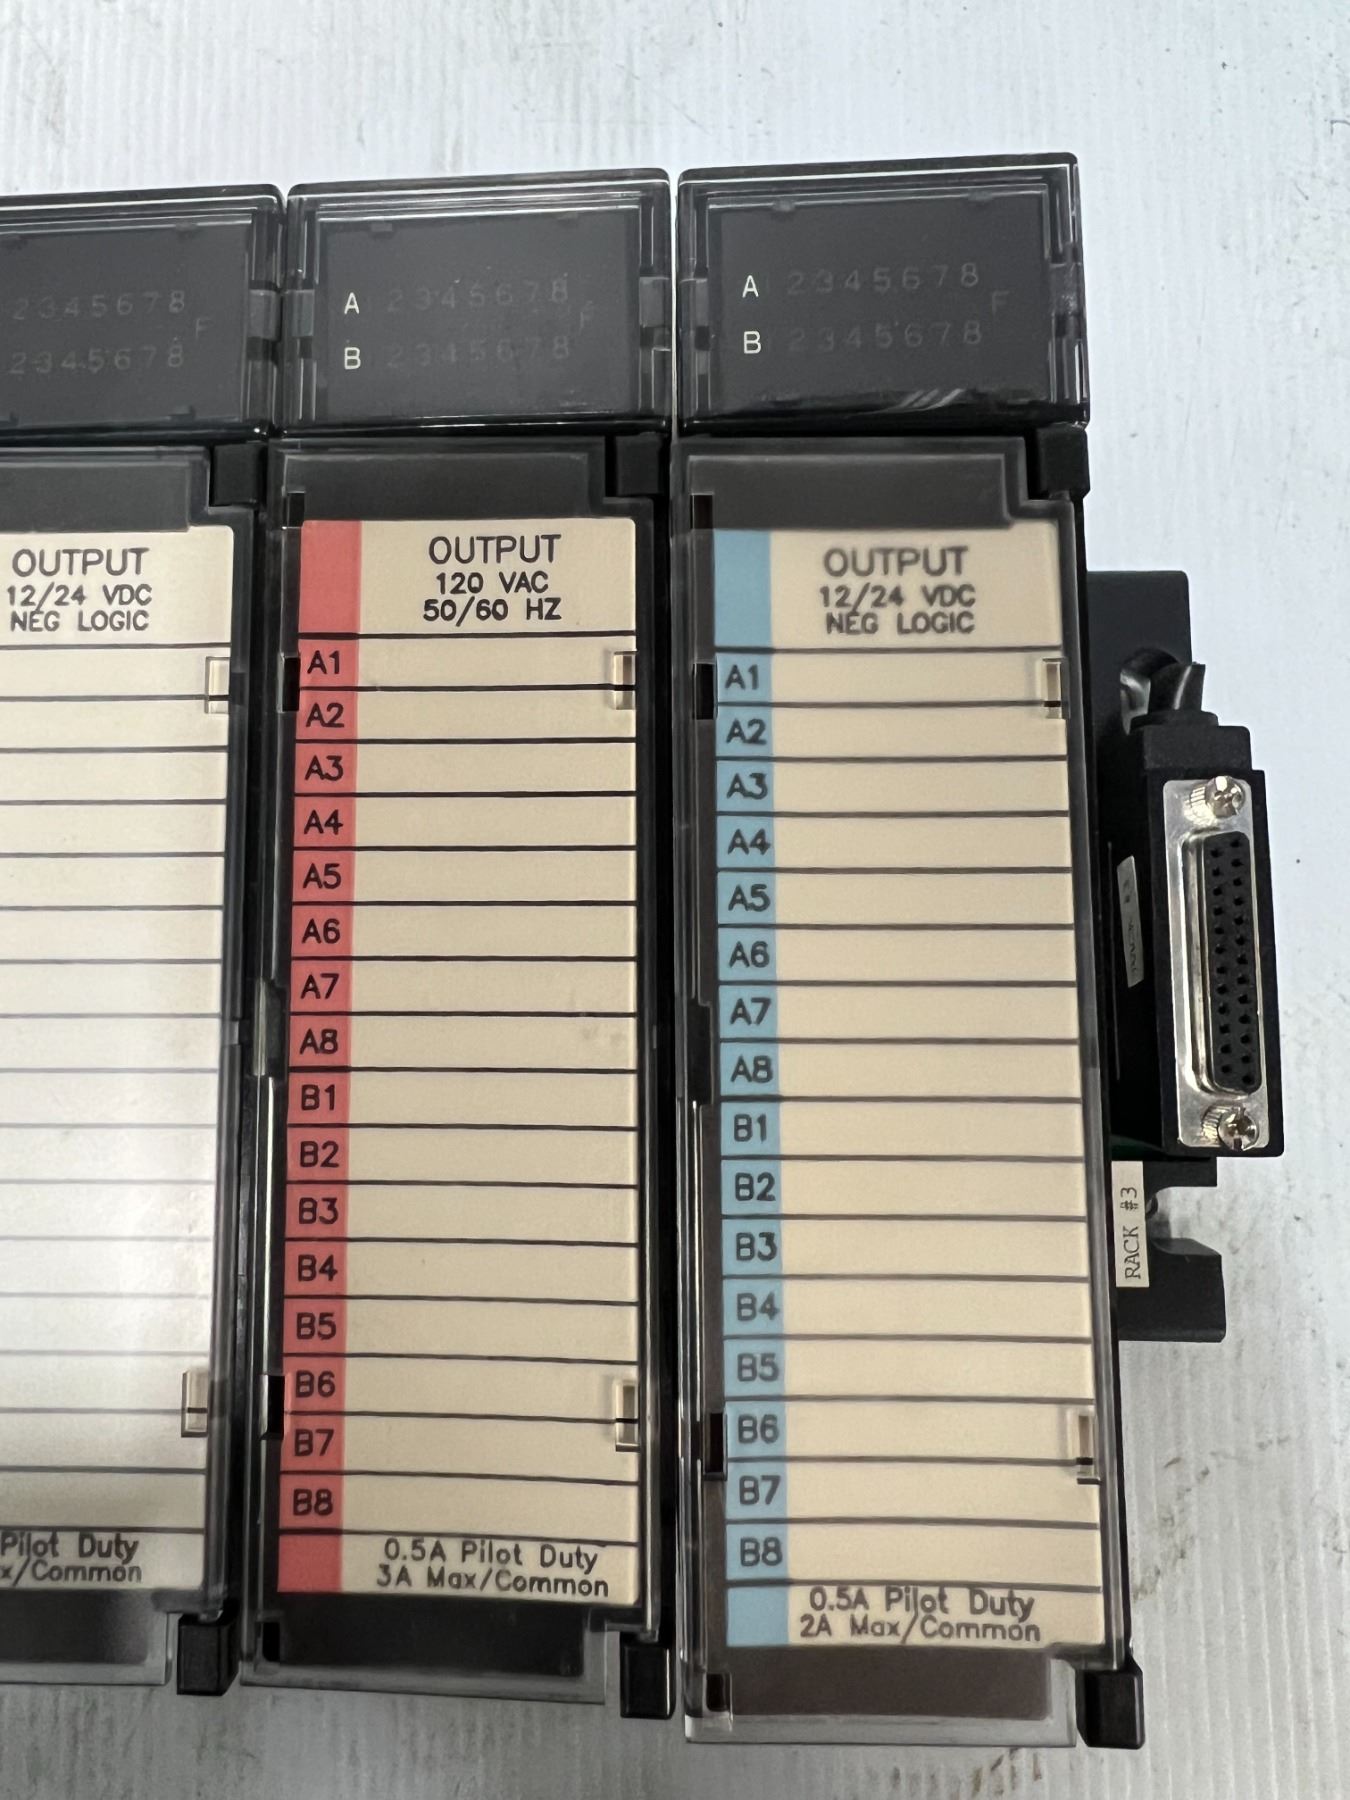 2345678
F
2345678
OUTPUT
12/24 VDC
NEG LOGIC
Pilot Duty
x/Common
A 2345678
F
B 2345678
OUTPUT
120 VAC
50/60 HZ
A1
A2
A3
A4
A5
A6
A7
A8
B1
B2
B3
B4
B5
B6
B7
B8
0.5A Pilot Duty
3A Max/Common
A 2345678
F
B 2345678
OUTPUT
12/24 VDC
NEG LOGIC
A1
A2
A3
A4
A5
A6
A7
A8
B1
B2
B3
B4
B5
B6
B7
B8
0.5A Pilot Duty
2A Max/Common
RACK #3